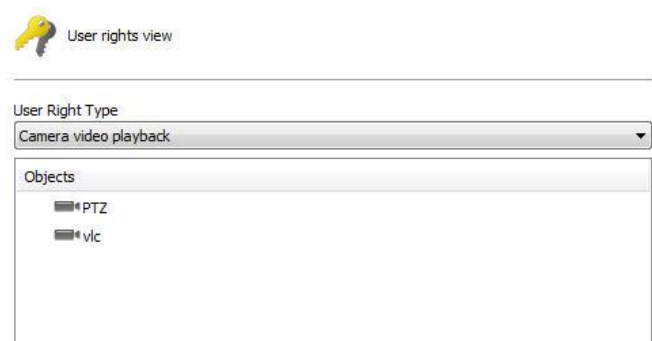 User rights view
User Right Type
Camera video playback
Objects
PTZ
vlc